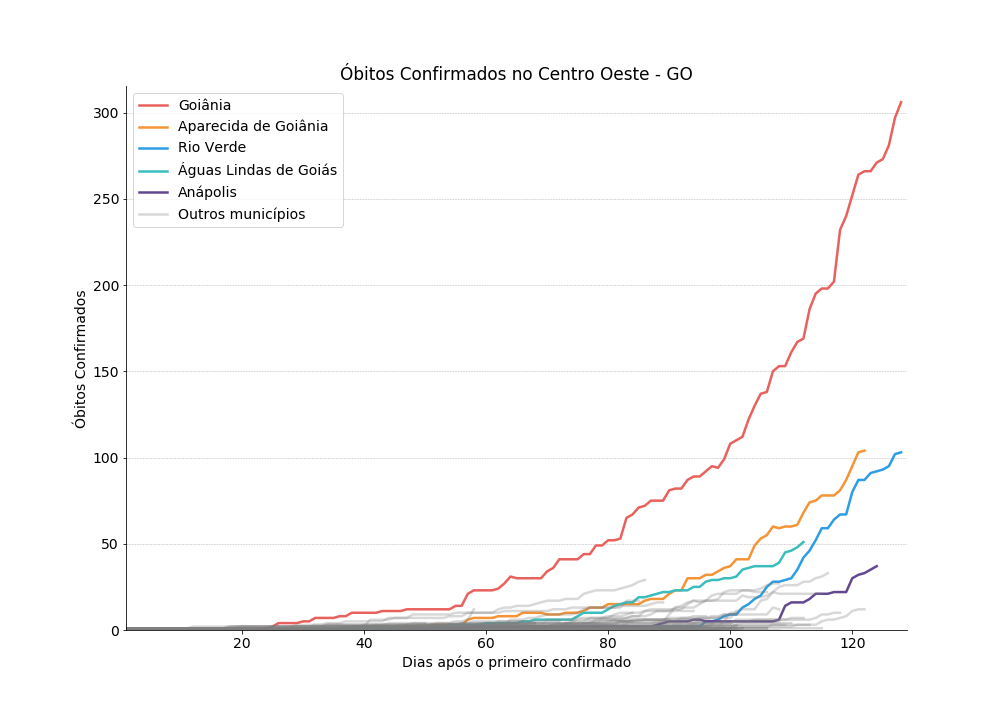 Óbitos Confirmados no Centro Oeste - GO
Goiânia
Aparecida de Goiânia
Rio Verde
Águas Lindas de Goiás
Anápolis
Outros municípios
Óbitos Confirmados
300
250
200
150
100
50
0
20 40 60 80 100 120
Dias após o primeiro confirmado